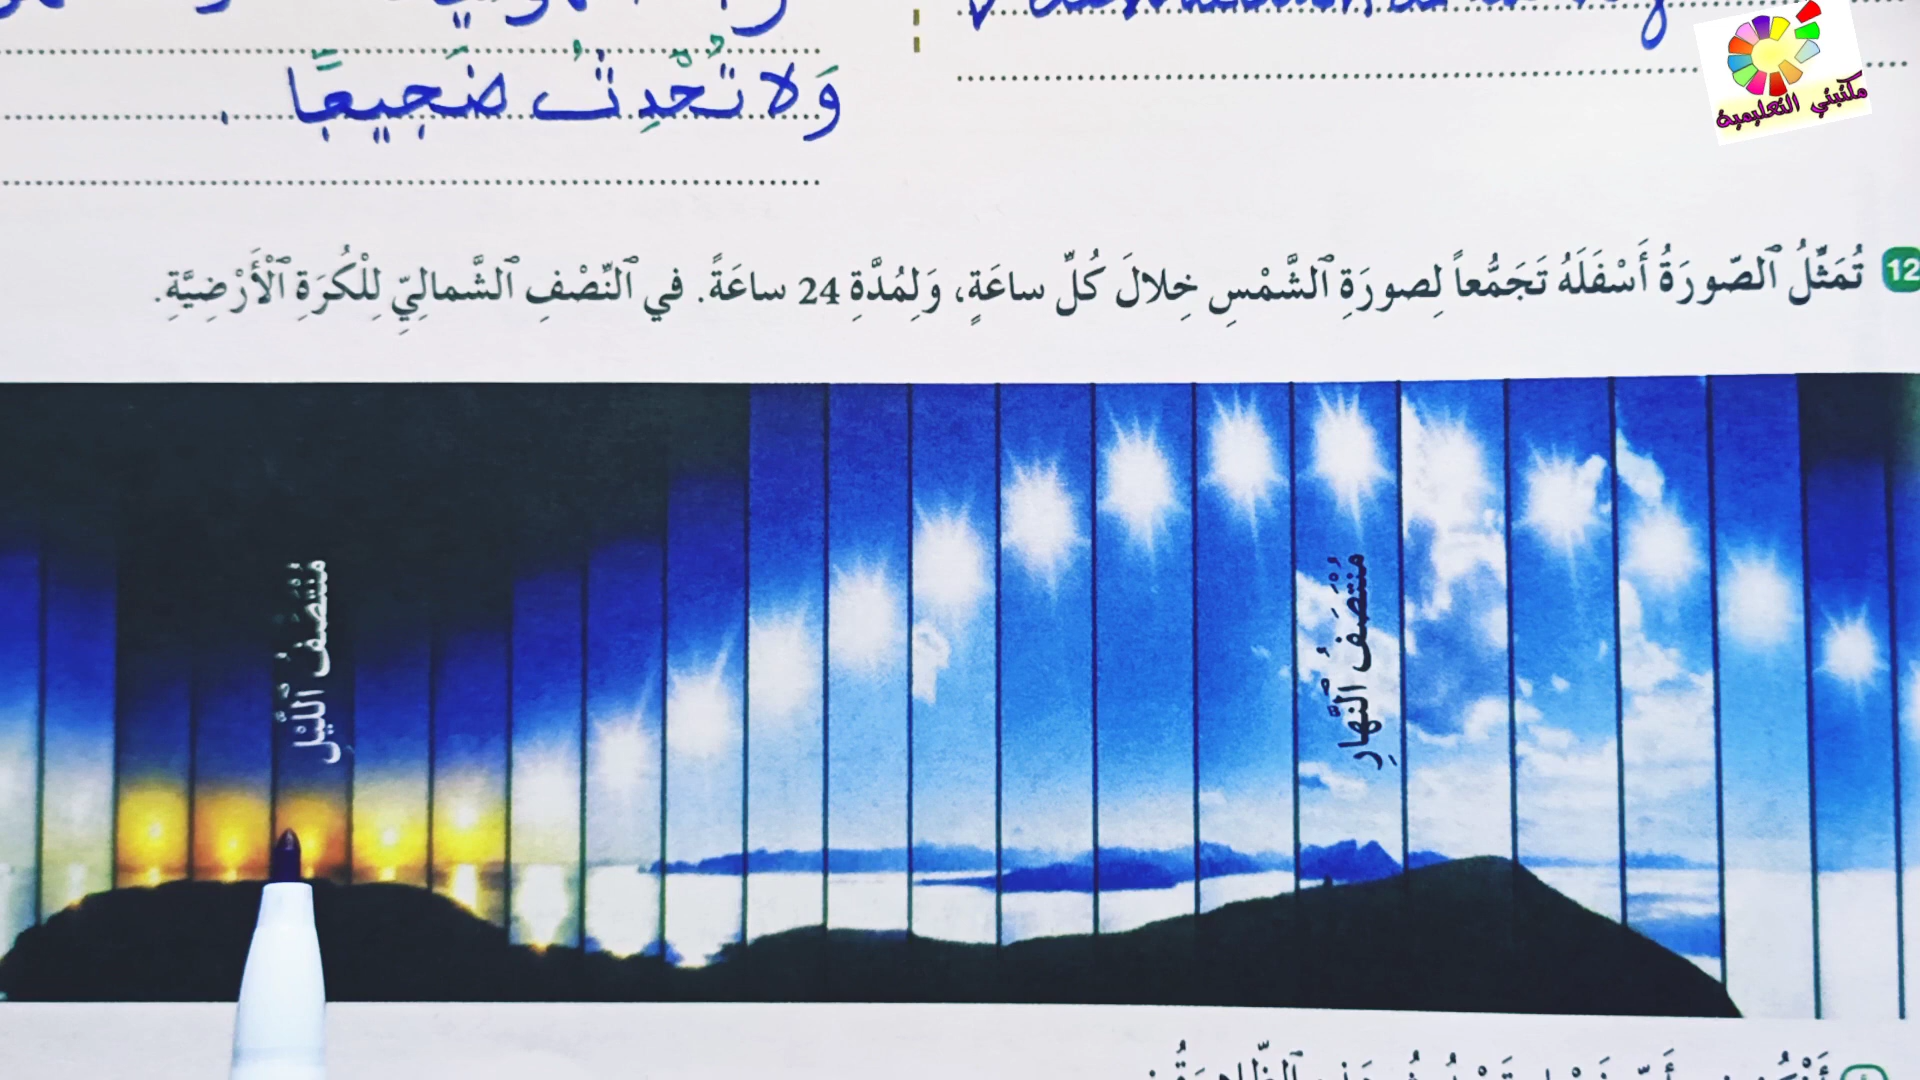 وَلا تُحْدِثُ ضَجيعًا .
مكتبتي التعليمية
12 تُمَثِّلُ ٱلصّورَةُ أَسْفَلَهُ تَجَمُّعاً لِصورَةِ ٱلشَّمْسِ خِلالَ كُلِّ ساعَةٍ، وَلِمُدَّةِ 24 ساعَةً. في ٱلنِّصْفِ ٱلشَّمالِيِّ لِلْكُرَةِ ٱلْأَرْضِيَّةِ.
مُنْتَصَفُ ٱلنَّهارِ
مُنْتَصَفُ ٱللَّيْلِ